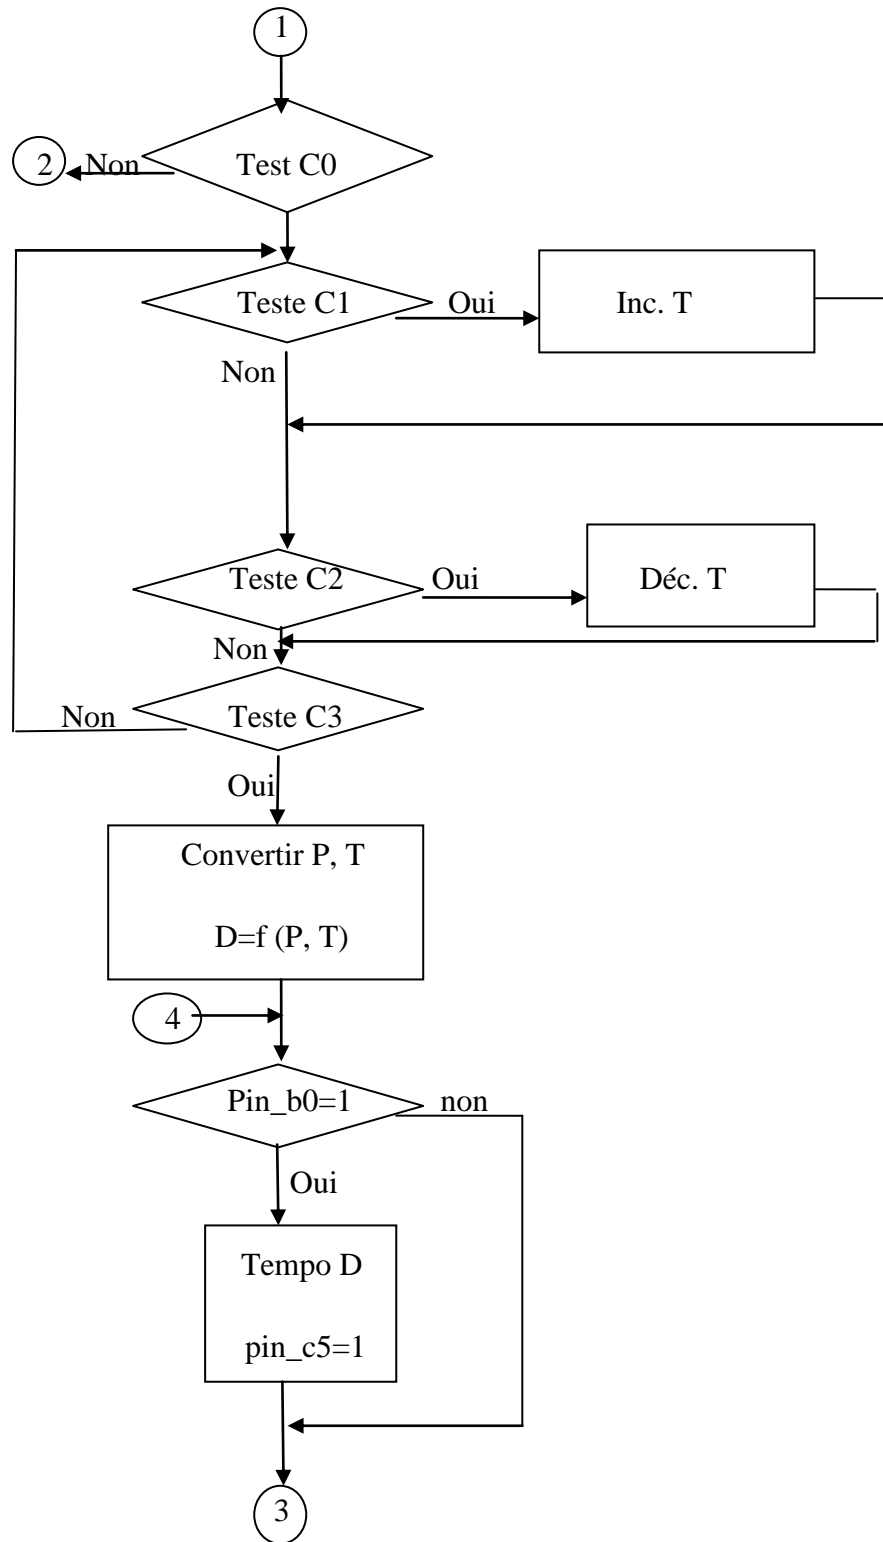 1
2 Non
Test C0
Teste C1
Oui
Inc. T
Non
Teste C2
Oui
Déc. T
Non
Teste C3
Non
Oui
Convertir P, T
D=f (P, T)
4
Pin_b0=1
non
Oui
Tempo D
pin_c5=1
3